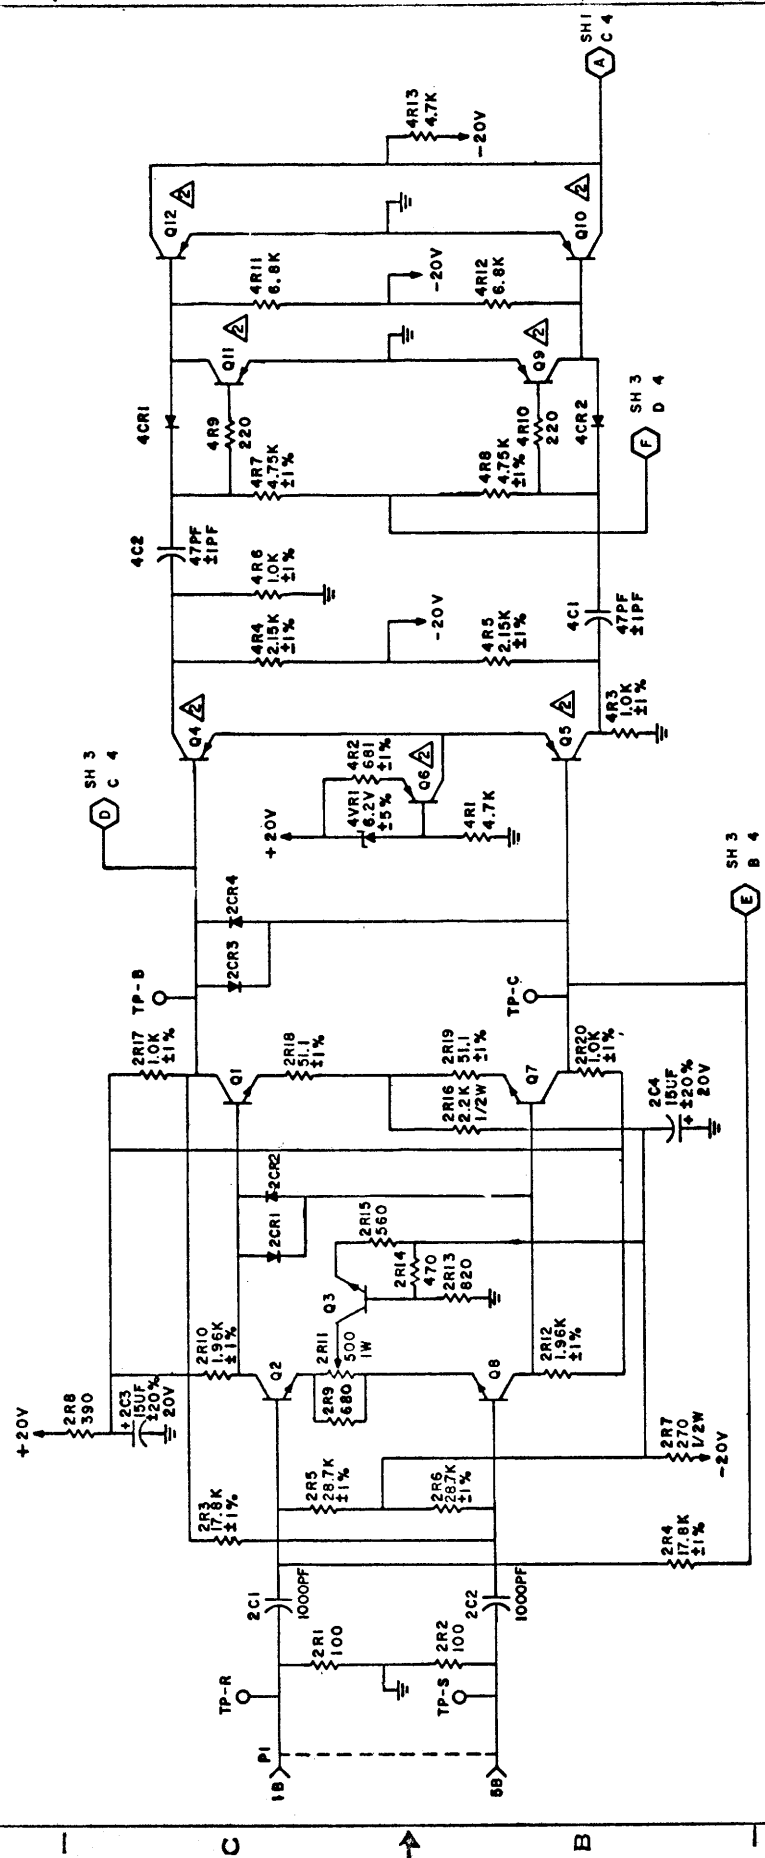 SH 1
C 4
A
4R13
4.7K
-20V
Q12
2
Q10
2
4R11
6.8K
-20V
4R12
6.8K
Q11
2
Q9
2
4CR1
4R9
220
4R10
220
4CR2
SH 3
D 4
F
4R7
4.75K
±1%
4R8
4.75K
±1%
4C2
47PF
±1PF
4R6
1.0K
±1%
4C1
47PF
±1PF
4R4
2.15K
±1%
-20V
4R5
2.15K
±1%
4R3
1.0K
±1%
Q4
2
Q5
2
SH 3
C 4
D
+20V
4R2
681
±1%
4VR1
6.2V
±5%
Q6
2
4R1
4.7K
SH 3
B 4
E
2CR4
2CR3
TP-B
TP-C
2R17
1.0K
±1%
Q1
2R18
51.1
±1%
2R19
51.1
±1%
Q7
2R20
1.0K
±1%
2R16
2.2K
1/2W
2C4
15UF
+ ±20%
20V
2CR2
2CR1
2R15
560
2R14
470
2R13
820
Q3
2R10
1.96K
±1%
Q2
2R11
500
1W
2R9
680
Q8
2R12
1.96K
±1%
+20V
2R8
390
+2C3
15UF
±20%
20V
2R7
270
1/2W
-20V
2R3
17.8K
±1%
2R5
28.7K
±1%
2R6
28.7K
±1%
2R4
17.8K
±1%
2C1
1000PF
2C2
1000PF
2R1
100
2R2
100
TP-R
TP-S
P1
1B
6B
C
B